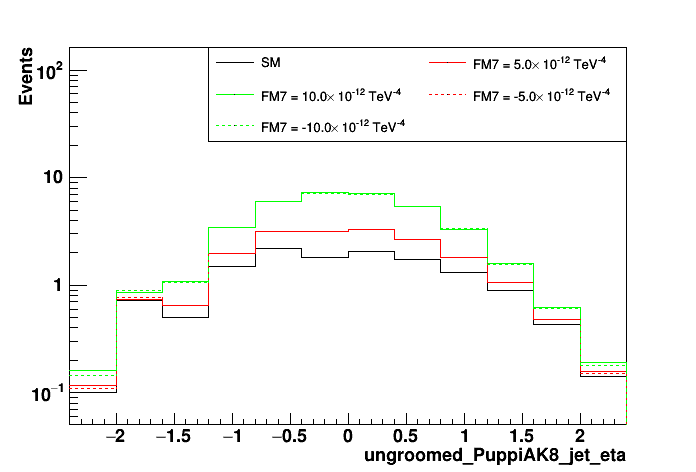 Events
10²
10
1
10⁻¹
SM
FM7 = 5.0× 10⁻¹² TeV⁻⁴
FM7 = 10.0× 10⁻¹² TeV⁻⁴
FM7 = -5.0× 10⁻¹² TeV⁻⁴
FM7 = -10.0× 10⁻¹² TeV⁻⁴
−2 −1.5 −1 −0.5 0 0.5 1 1.5 2
ungroomed_PuppiAK8_jet_eta